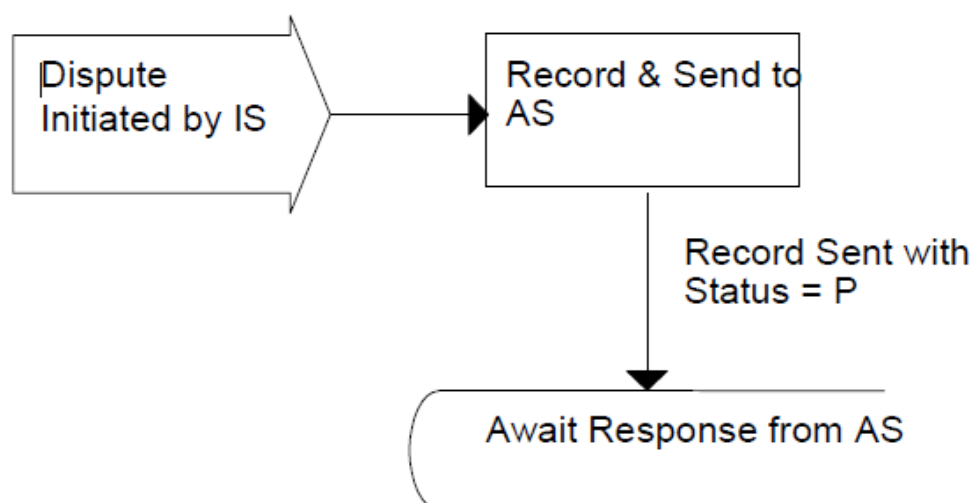 Dispute
Initiated by IS
Record & Send to
AS
Record Sent with
Status = P
Await Response from AS